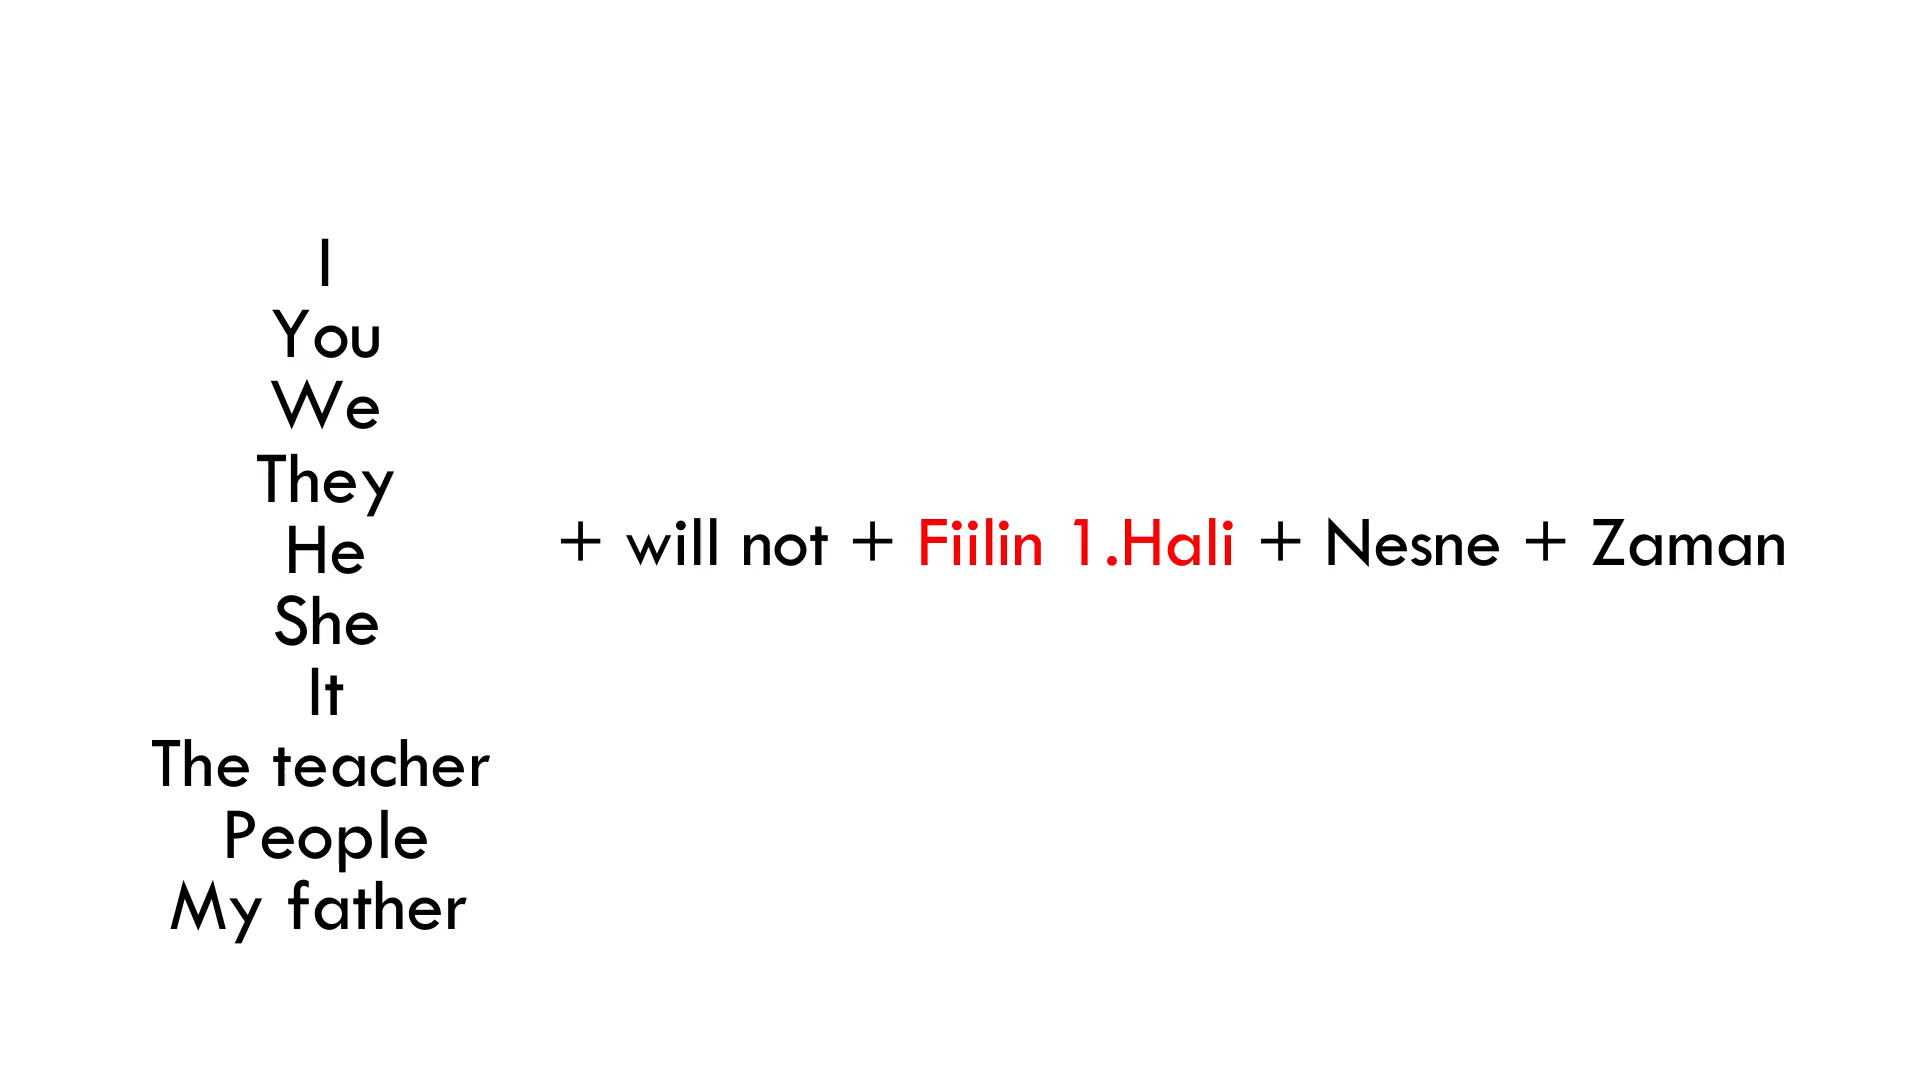 I
You
We
They
He
She
It
The teacher
People
My father
+ will not + Fiilin 1.Hali + Nesne + Zaman